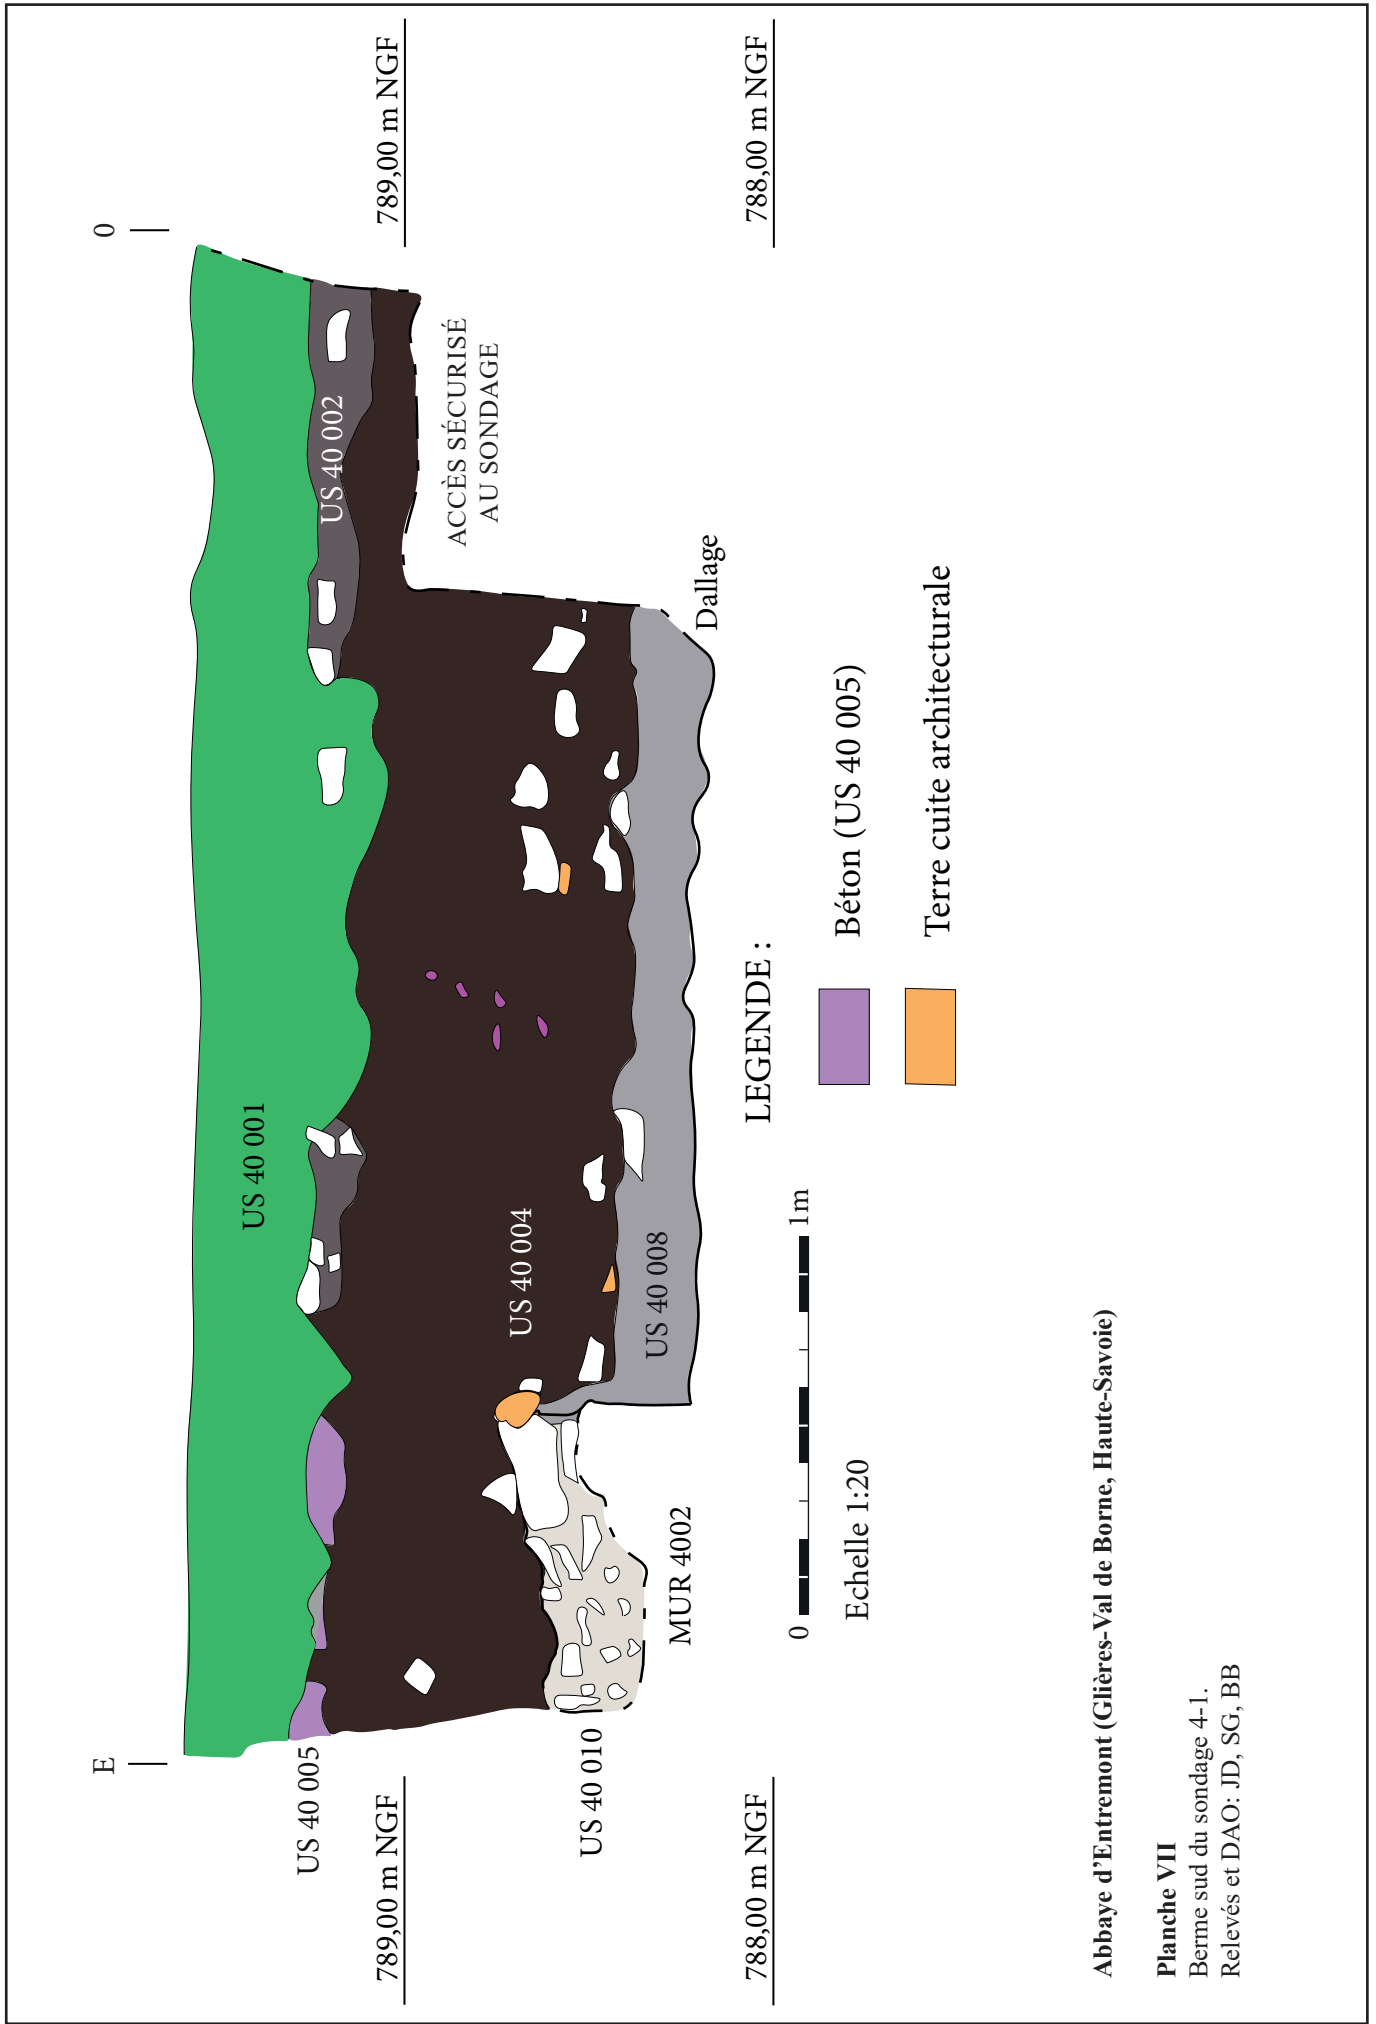 E
0
US 40 001
US 40 002
US 40 005
789,00 m NGF
789,00 m NGF
ACCÈS SÉCURISÉ
AU SONDAGE
US 40 004
US 40 010
US 40 008
MUR 4002
Dallage
788,00 m NGF
788,00 m NGF
0
1m
Echelle 1:20
LEGENDE :
Béton (US 40 005)
Terre cuite architecturale
Abbaye d'Entremont (Glières-Val de Borne, Haute-Savoie)
Planche VII
Berme sud du sondage 4-1.
Relevés et DAO: JD, SG, BB